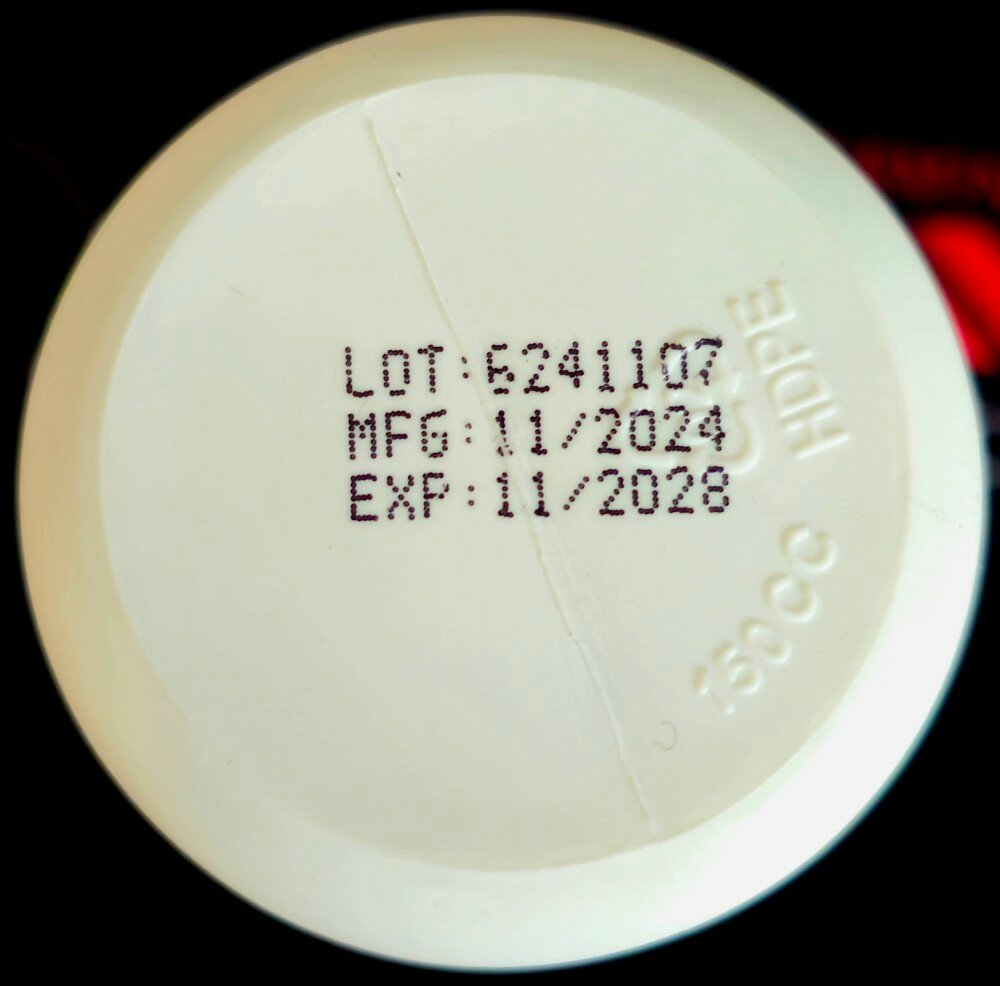 LOT:6241107
MFG:11/2024
EXP:11/2028
HDPE
150CC